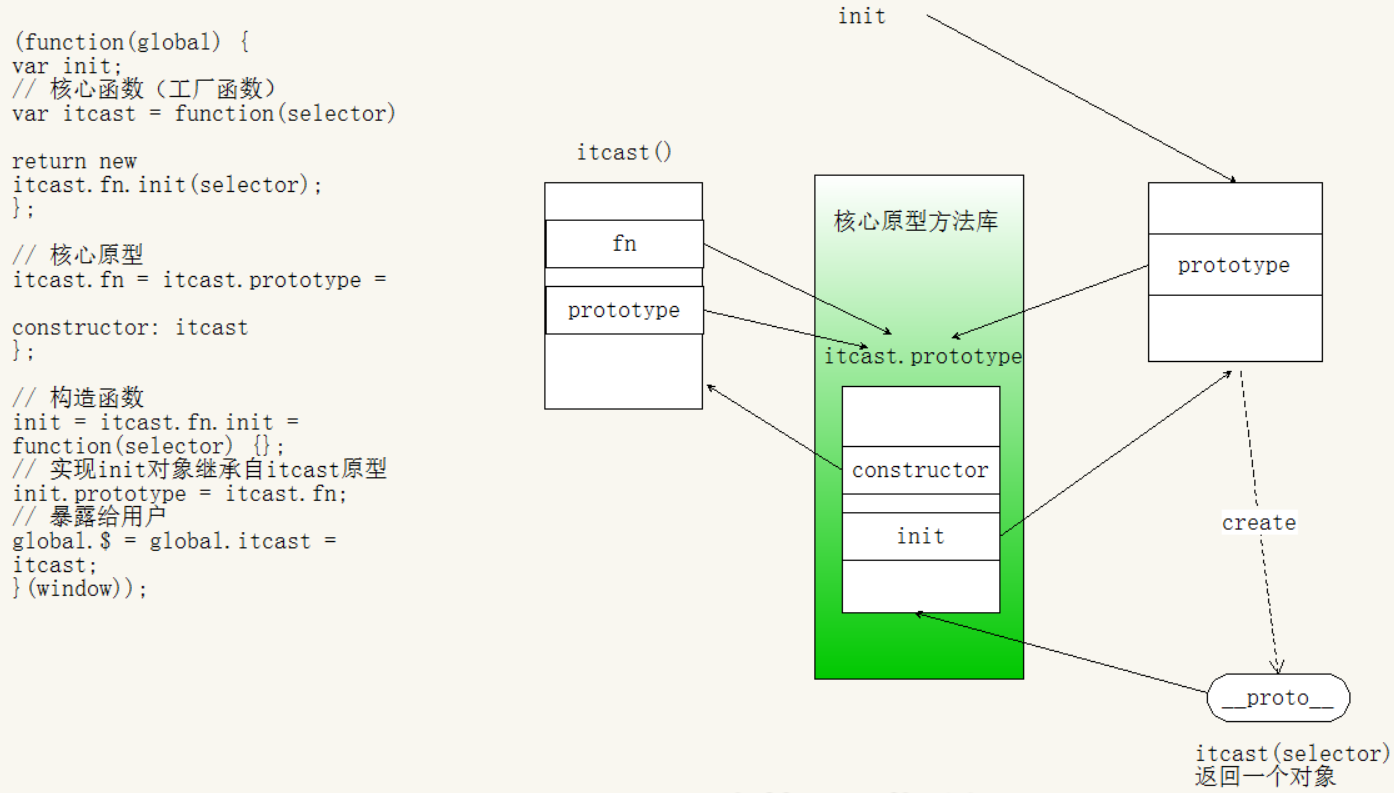 (function(global) {
var init;
// 核心函数（工厂函数）
var itcast = function(selector)
return new
itcast.fn.init(selector);
};
// 核心原型
itcast.fn = itcast.prototype =
constructor: itcast
};
// 构造函数
init = itcast.fn.init =
function(selector) {};
// 实现init对象继承自itcast原型
init.prototype = itcast.fn;
// 暴露给用户
global.$ = global.itcast =
itcast;
}(window));
init
itcast()
fn
prototype
核心原型方法库
itcast.prototype
constructor
init
prototype
create
__proto__
itcast(selector)
返回一个对象